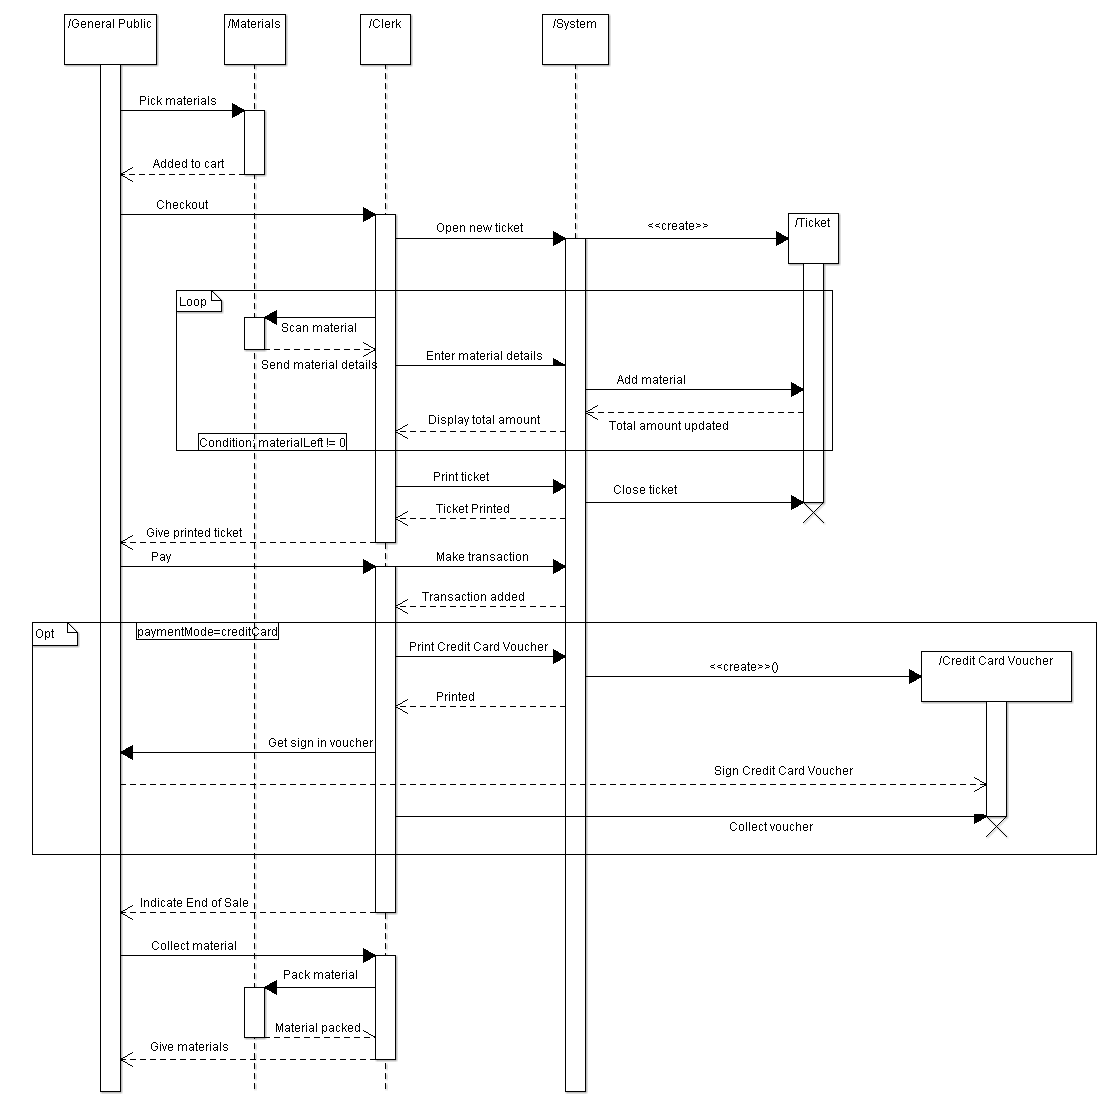 /General Public
/Materials
/Clerk
/System
Pick materials
Added to cart
Checkout
Open new ticket
<<create>>
/Ticket
Loop
Scan material
Send material details
Enter material details
Add material
Display total amount
Total amount updated
Condition: materialLeft != 0
Print ticket
Close ticket
Ticket Printed
Give printed ticket
Pay
Make transaction
Transaction added
Opt
paymentMode=creditCard
Print Credit Card Voucher
<<create>>()
/Credit Card Voucher
Printed
Get sign in voucher
Sign Credit Card Voucher
Collect voucher
Indicate End of Sale
Collect material
Pack material
Material packed
Give materials